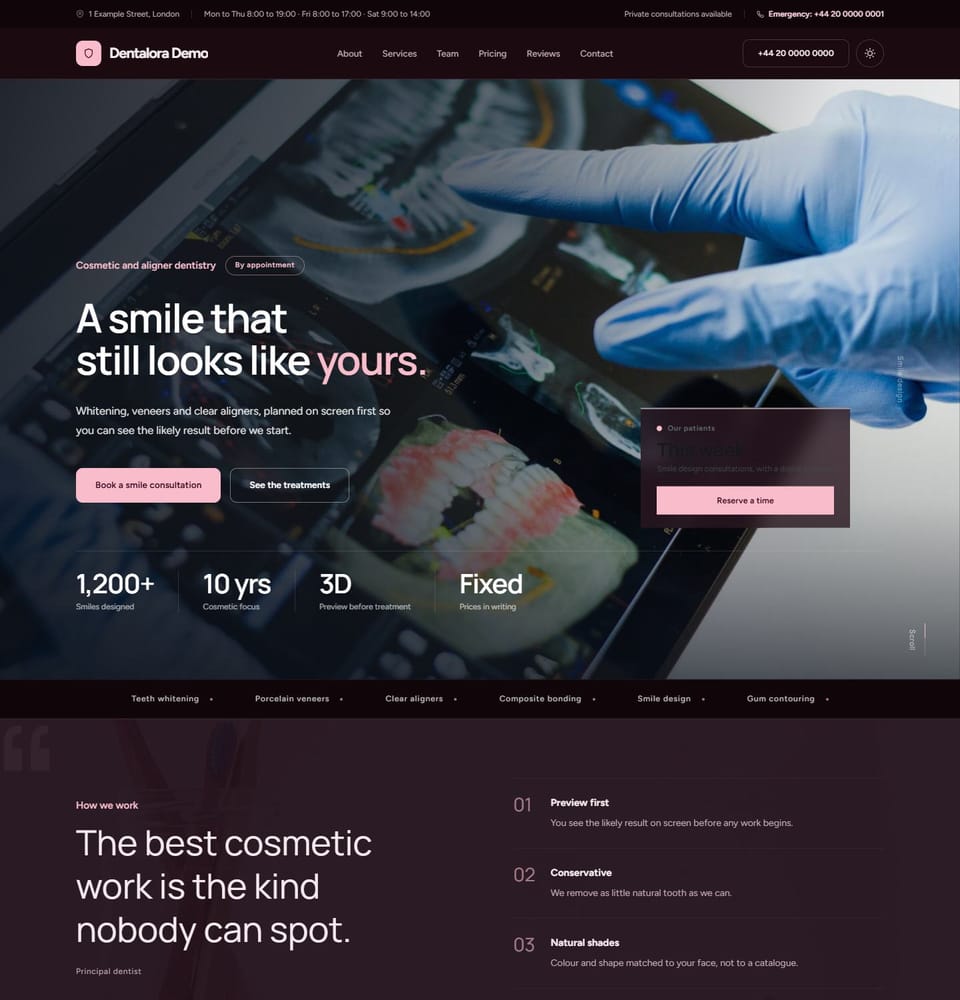 1 Example Street, London
Mon to Thu 8:00 to 19:00 · Fri 8:00 to 17:00 · Sat 9:00 to 14:00
Private consultations available
Emergency: +44 20 0000 0001
Dentalora Demo
About
Services
Team
Pricing
Reviews
Contact
+44 20 0000 0000
Cosmetic and aligner dentistry
By appointment
A smile that
still looks like yours.
Whitening, veneers and clear aligners, planned on screen first so
you can see the likely result before we start.
Book a smile consultation
See the treatments
Smile design
Our patients
This week
Smile design consultations, with a
Reserve a time
1,200+
Smiles designed
10 yrs
Cosmetic focus
3D
Preview before treatment
Fixed
Prices in writing
Scroll
Teeth whitening
Porcelain veneers
Clear aligners
Composite bonding
Smile design
Gum contouring
How we work
The best cosmetic
work is the kind
nobody can spot.
Principal dentist
01
Preview first
You see the likely result on screen before any work begins.
02
Conservative
We remove as little natural tooth as we can.
03
Natural shades
Colour and shape matched to your face, not to a catalogue.